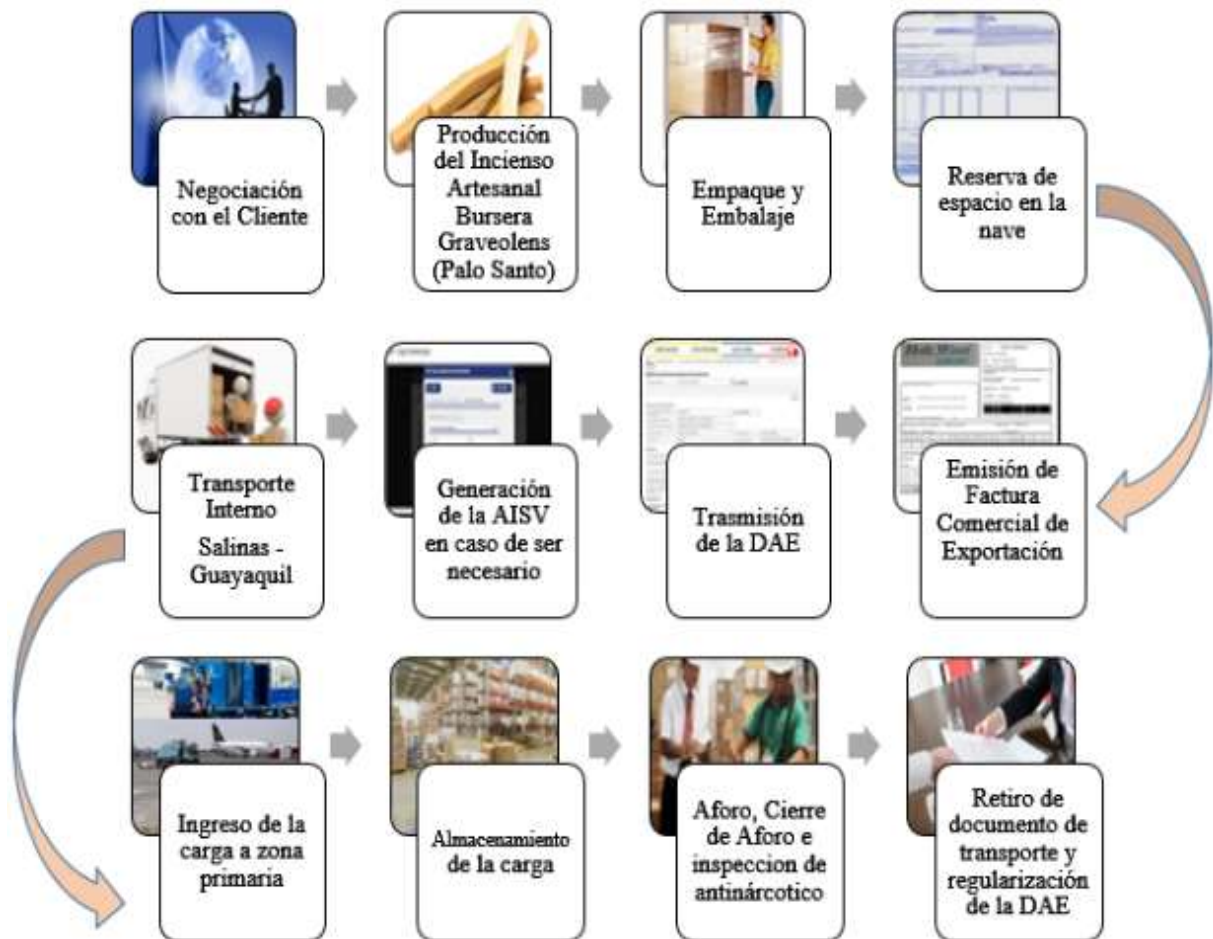 Negociación
con el Cliente
Producción
del Incienso
Artesanal
Bursera
Graveolens
(Palo Santo)
Empaque y
Embalaje
Reserva de
espacio en la
nave
Transporte
Interno
Salinas -
Guayaquil
Generación
de la AISV
en caso de ser
necesario
Trasmisión
de la DAE
Emisión de
Factura
Comercial de
Exportación
Ingreso de la
carga a zona
primaria
Almacenamiento
de la carga
Aforo, Cierre
de Aforo e
inspeccion de
antinárcotico
Retiro de
documento de
transporte y
regularización
de la DAE